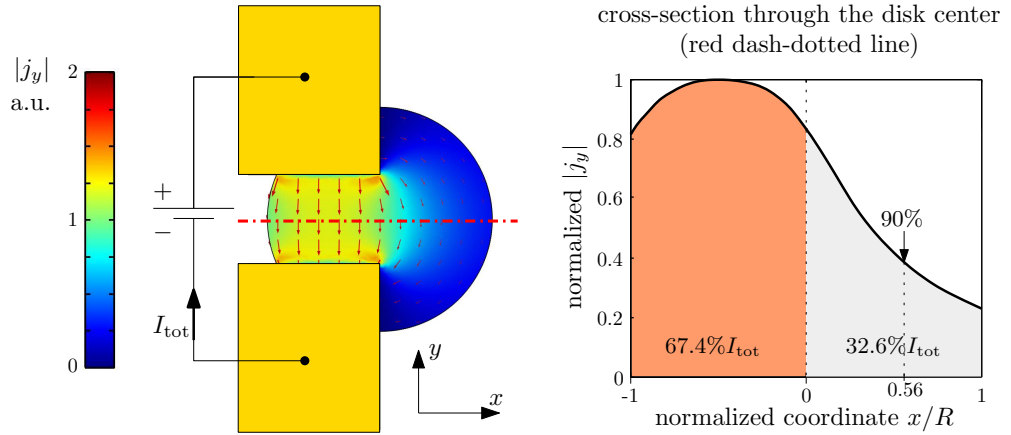 |j_y|
a.u.
2
1
0
+
−
I_tot
y
x
cross-section through the disk center
(red dash-dotted line)
normalized |j_y|
1
0.8
0.6
0.4
0.2
0
90%
67.4%I_tot
32.6%I_tot
-1
0
0.56
1
normalized coordinate x/R